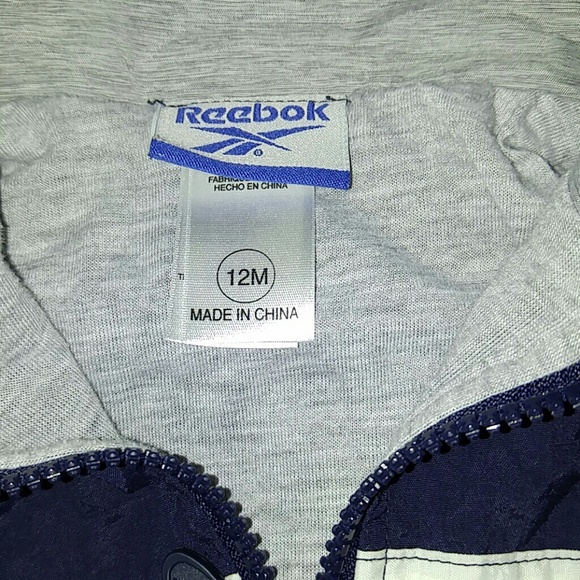 Reebok
®
HECHO EN CHINA
12M
MADE IN CHINA